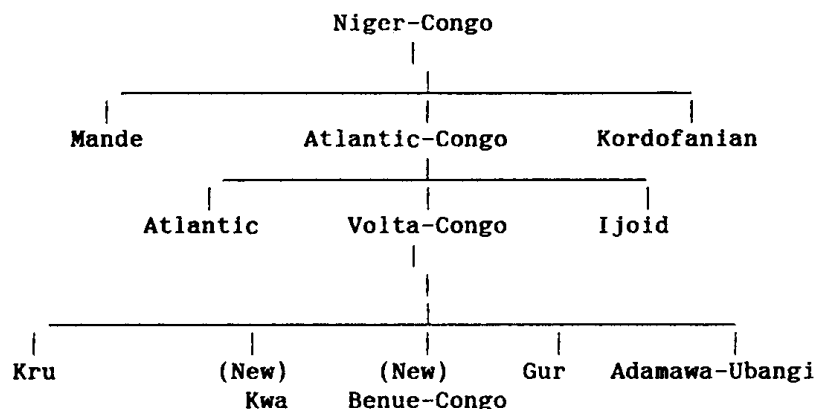 Niger-Congo
Mande Atlantic-Congo Kordofanian
Atlantic Volta-Congo Ijoid
Kru (New) (New) Gur Adamawa-Ubangi
Kwa Benue-Congo